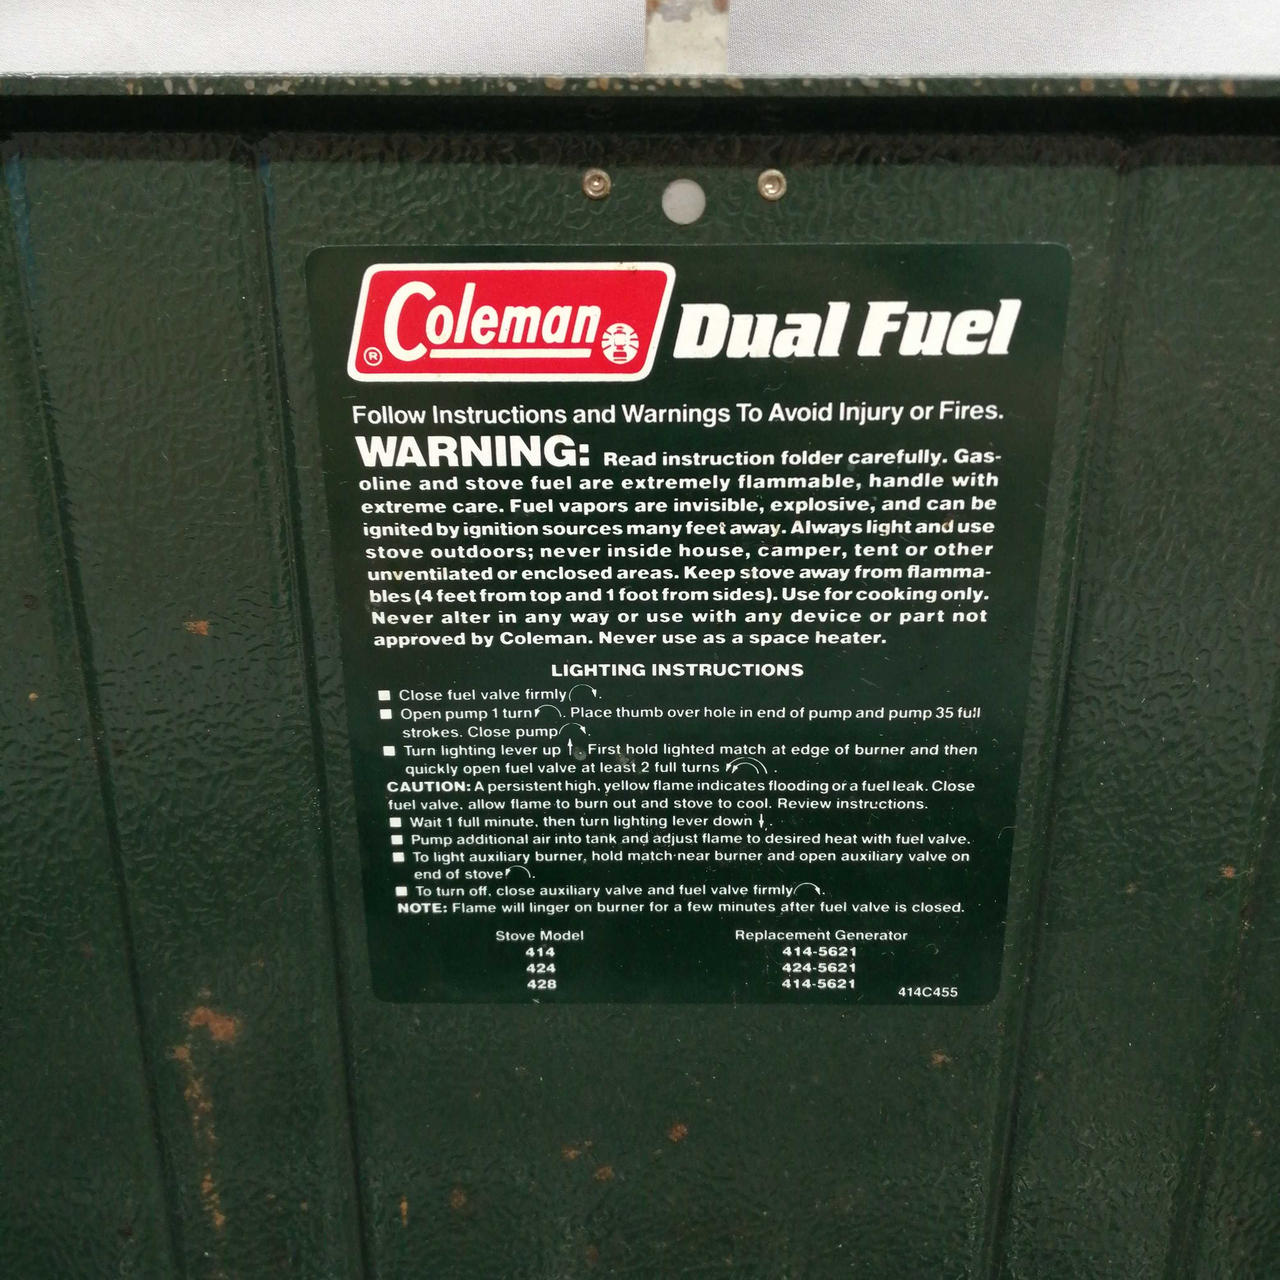 Coleman ® Dual Fuel
Follow Instructions and Warnings To Avoid Injury or Fires.
WARNING: Read instruction folder carefully. Gas-
oline and stove fuel are extremely flammable, handle with
extreme care. Fuel vapors are invisible, explosive, and can be
ignited by ignition sources many feet away. Always light and use
stove outdoors; never inside house, camper, tent or other
unventilated or enclosed areas. Keep stove away from flamma-
bles (4 feet from top and 1 foot from sides). Use for cooking only.
Never alter in any way or use with any device or part not
approved by Coleman. Never use as a space heater.
LIGHTING INSTRUCTIONS
■ Close fuel valve firmly.
■ Open pump 1 turn. Place thumb over hole in end of pump and pump 35 full
strokes. Close pump.
■ Turn lighting lever up. First hold lighted match at edge of burner and then
quickly open fuel valve at least 2 full turns.
CAUTION: A persistent high, yellow flame indicates flooding or a fuel leak. Close
fuel valve, allow flame to burn out and stove to cool. Review instructions.
■ Wait 1 full minute, then turn lighting lever down.
■ Pump additional air into tank and adjust flame to desired heat with fuel valve.
■ To light auxiliary burner, hold match near burner and open auxiliary valve on
end of stove.
■ To turn off, close auxiliary valve and fuel valve firmly.
NOTE: Flame will linger on burner for a few minutes after fuel valve is closed.
Stove Model Replacement Generator
414 414-5621
424 424-5621
428 414-5621
414C455